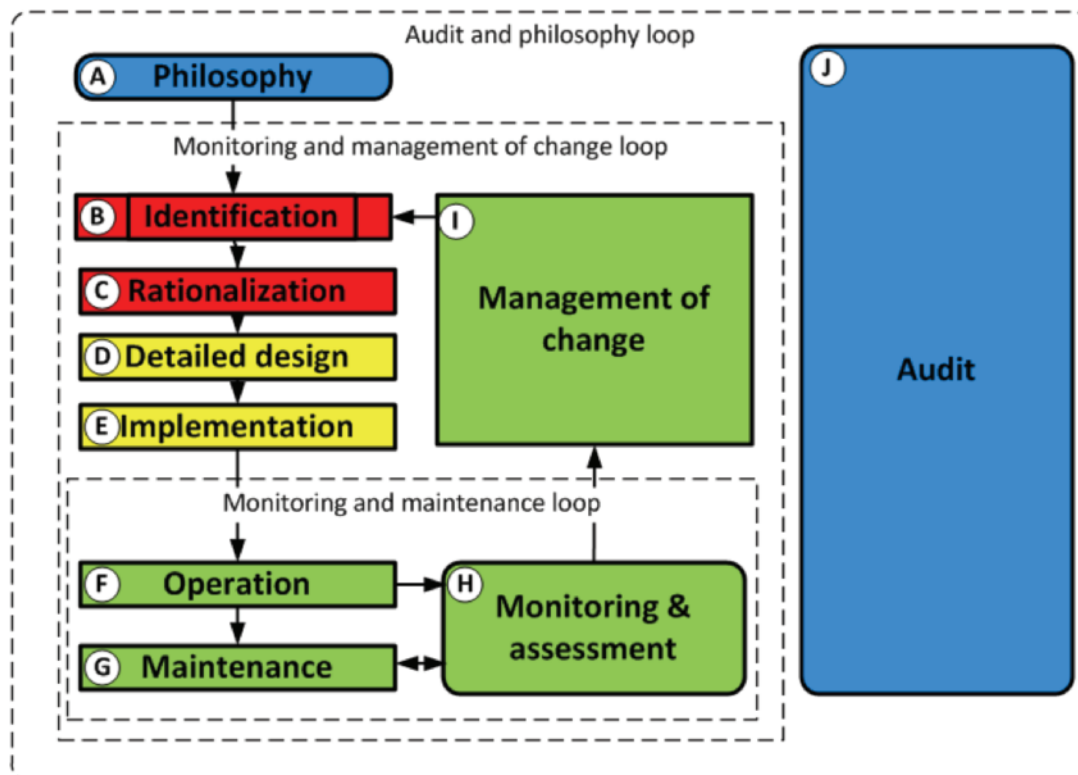 Audit and philosophy loop
A Philosophy
J
Monitoring and management of change loop
B Identification
I
C Rationalization
Management of
change
D Detailed design
Audit
E Implementation
Monitoring and maintenance loop
F Operation
H
Monitoring &
assessment
G Maintenance